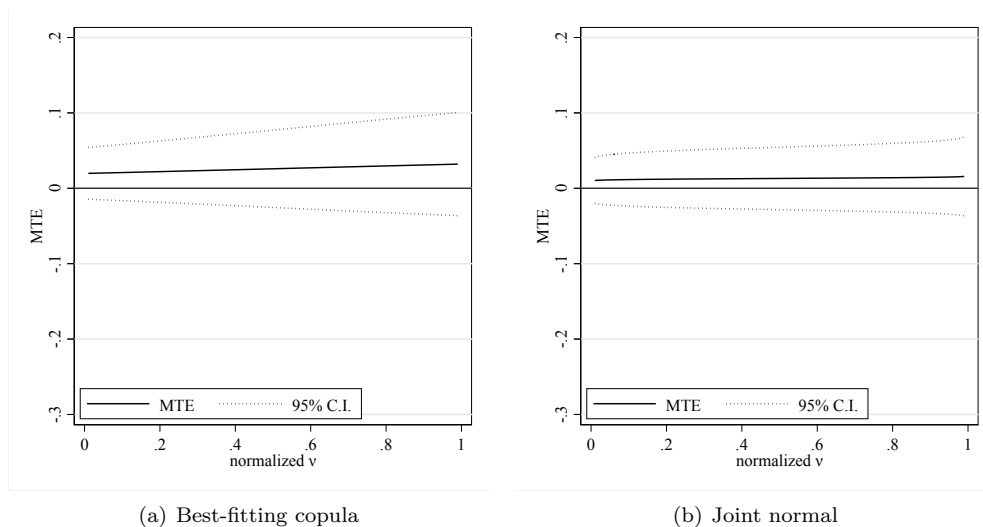 .2
.1
0
-.1
-.2
-.3
MTE
MTE
95% C.I.
0
.2
.4
.6
.8
1
normalized ν
(a) Best-fitting copula
.2
.1
0
-.1
-.2
-.3
MTE
MTE
95% C.I.
0
.2
.4
.6
.8
1
normalized ν
(b) Joint normal